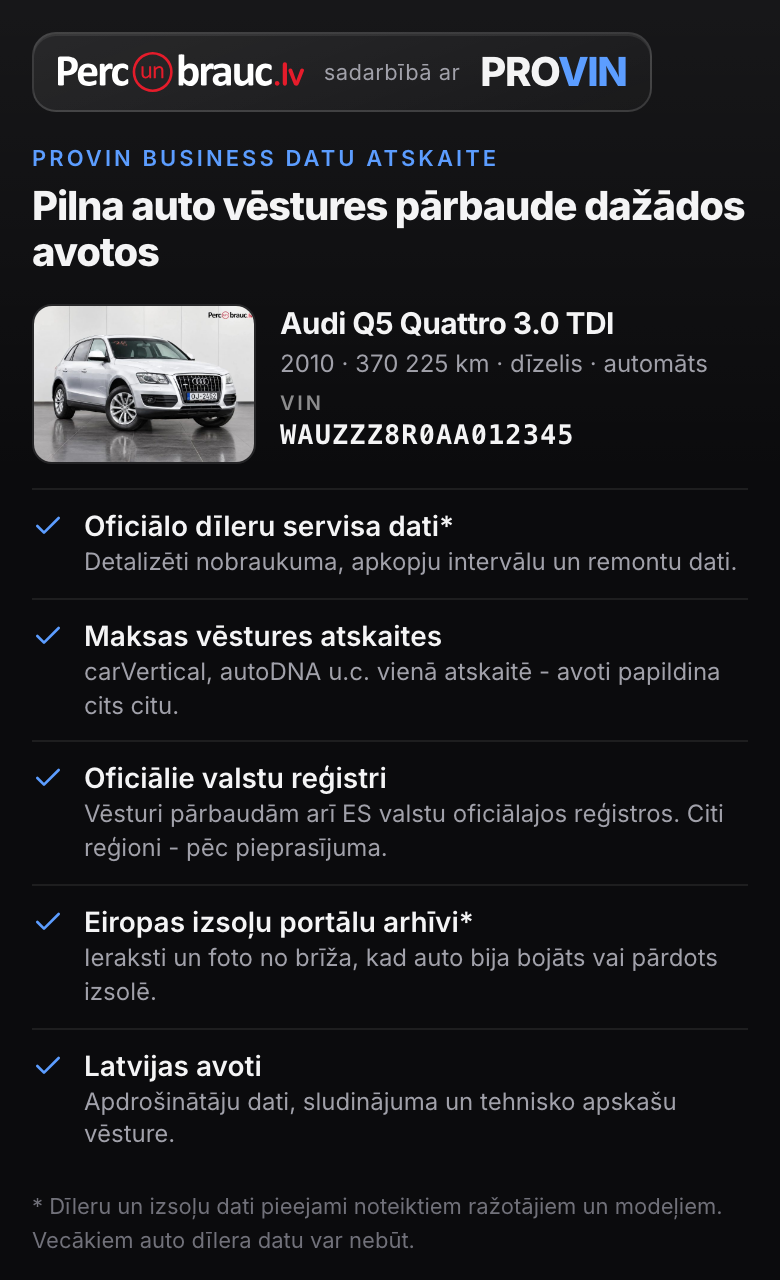 Perc un brauc.lv sadarbībā ar PROVIN
PROVIN BUSINESS DATU ATSKAITE
Pilna auto vēstures pārbaude dažādos
avotos
Perc un brauc
Audi Q5 Quattro 3.0 TDI
2010 · 370 225 km · dīzelis · automāts
VIN
WAUZZZ8R0AA012345
Oficiālo dīleru servisa dati*
Detalizēti nobraukuma, apkopju intervālu un remontu dati.
Maksas vēstures atskaites
carVertical, autoDNA u.c. vienā atskaitē - avoti papildina
cits citu.
Oficiālie valstu reģistri
Vēsturi pārbaudām arī ES valstu oficiālajos reģistros. Citi
reģioni - pēc pieprasījuma.
Eiropas izsoļu portālu arhīvi*
Ieraksti un foto no brīža, kad auto bija bojāts vai pārdots
izsolē.
Latvijas avoti
Apdrošinātāju dati, sludinājuma un tehnisko apskašu
vēsture.
* Dīleru un izsoļu dati pieejami noteiktiem ražotājiem un modeļiem.
Vecākiem auto dīlera datu var nebūt.